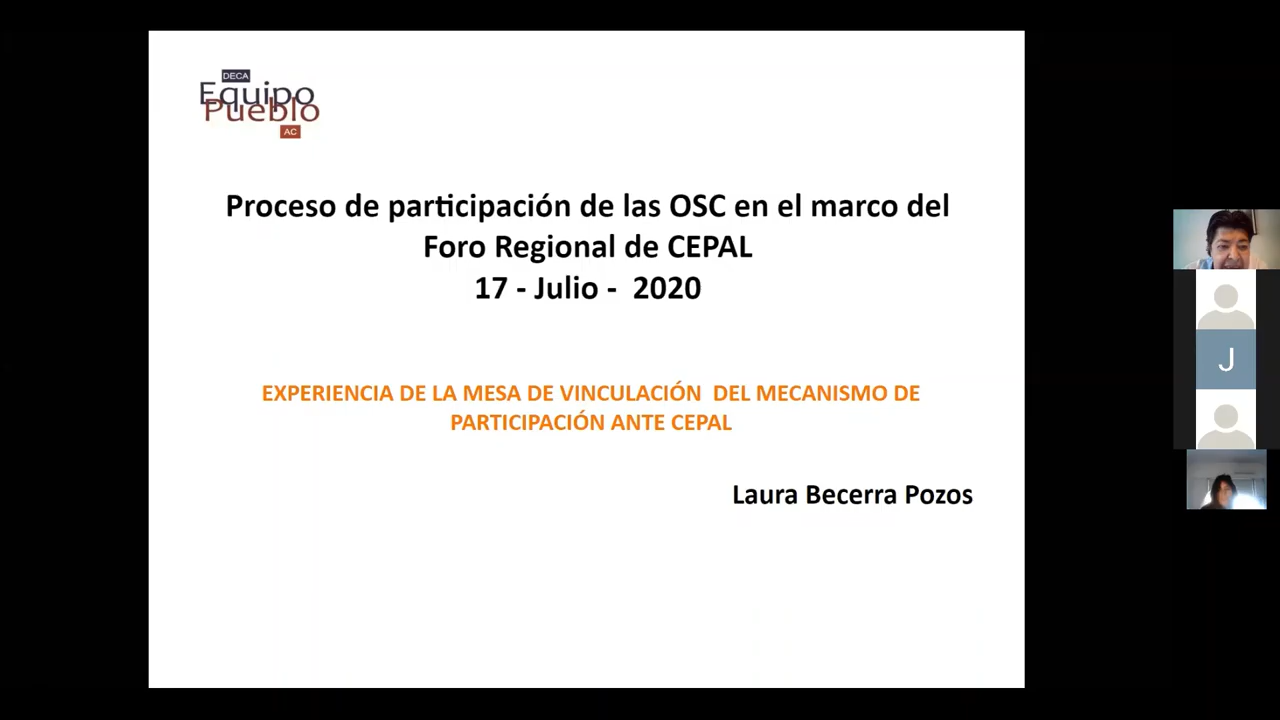 DECA
Equipo
Pueblo
AC
Proceso de participación de las OSC en el marco del
Foro Regional de CEPAL
17 - Julio - 2020
EXPERIENCIA DE LA MESA DE VINCULACIÓN DEL MECANISMO DE
PARTICIPACIÓN ANTE CEPAL
Laura Becerra Pozos
J